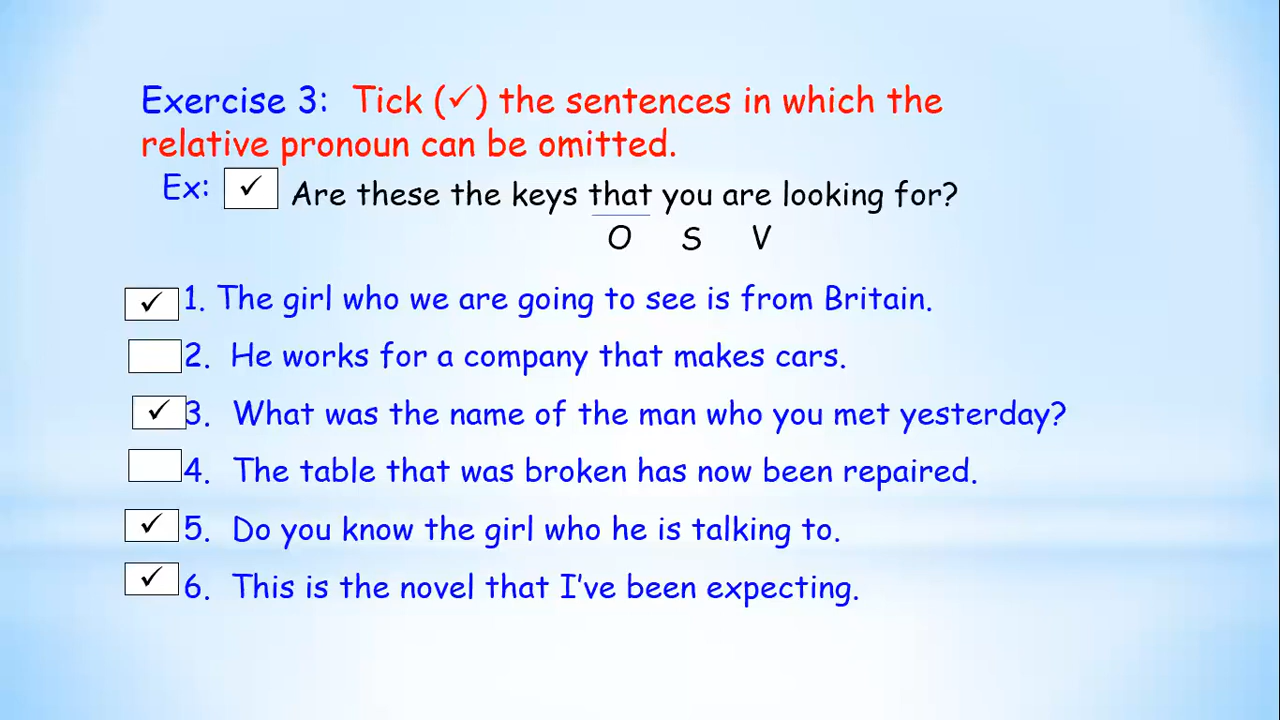 Exercise 3: Tick (✓) the sentences in which the
relative pronoun can be omitted.
Ex: ✓ Are these the keys that you are looking for?
O S V
✓ 1. The girl who we are going to see is from Britain.
2. He works for a company that makes cars.
✓ 3. What was the name of the man who you met yesterday?
4. The table that was broken has now been repaired.
✓ 5. Do you know the girl who he is talking to.
✓ 6. This is the novel that I’ve been expecting.